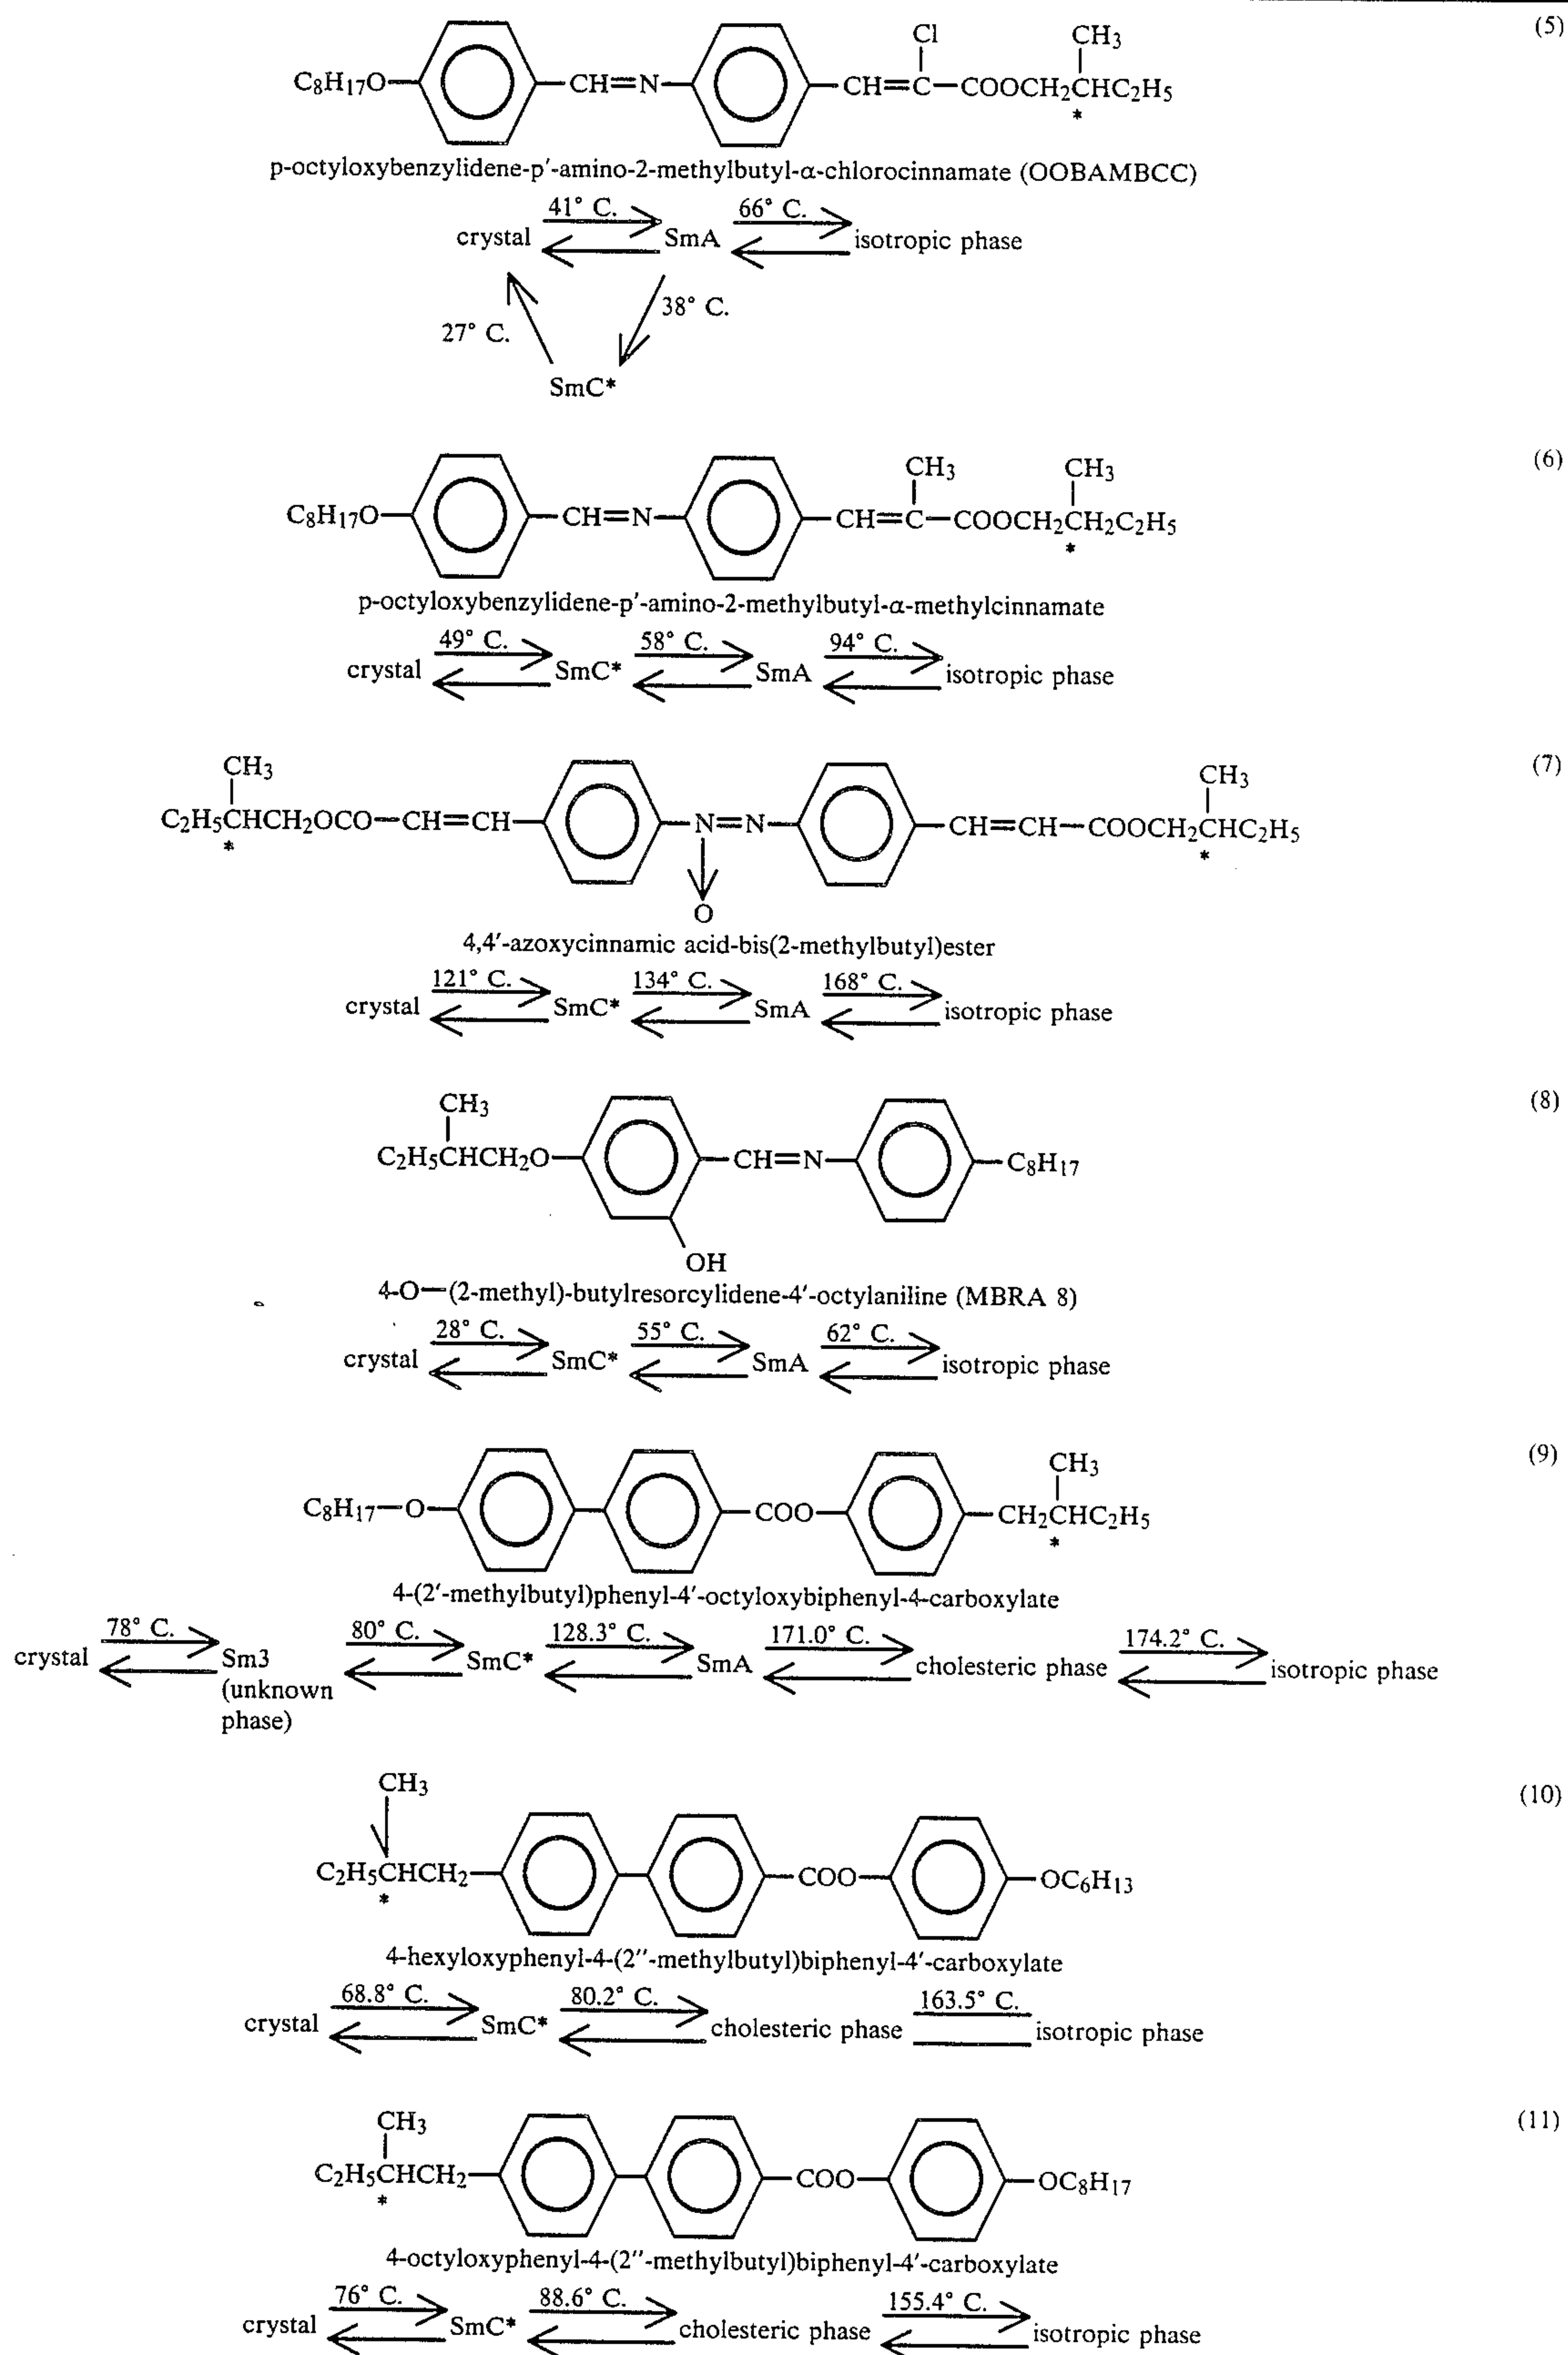 (5)
Cl CH3
C8H17O CH=N CH=C—COOCH2CHC2H5
*
p-octyloxybenzylidene-p'-amino-2-methylbutyl-α-chlorocinnamate (OOBAMBCC)
41° C. 66° C.
crystal SmA isotropic phase
27° C. 38° C.
SmC*
(6)
CH3 CH3
C8H17O CH=N CH=C—COOCH2CH2C2H5
*
p-octyloxybenzylidene-p'-amino-2-methylbutyl-α-methylcinnamate
49° C. 58° C. 94° C.
crystal SmC* SmA isotropic phase
(7)
CH3 CH3
C2H5CHCH2OCO—CH=CH N=N CH=CH—COOCH2CHC2H5
* *
O
4,4'-azoxycinnamic acid-bis(2-methylbutyl)ester
121° C. 134° C. 168° C.
crystal SmC* SmA isotropic phase
(8)
CH3
C2H5CHCH2O CH=N C8H17
OH
4-O—(2-methyl)-butylresorcylidene-4'-octylaniline (MBRA 8)
28° C. 55° C. 62° C.
crystal SmC* SmA isotropic phase
(9)
CH3
C8H17—O COO CH2CHC2H5
*
4-(2'-methylbutyl)phenyl-4'-octyloxybiphenyl-4-carboxylate
78° C. 80° C. 128.3° C. 171.0° C. 174.2° C.
crystal Sm3 SmC* SmA cholesteric phase isotropic phase
(unknown
phase)
(10)
CH3
C2H5CHCH2 COO OC6H13
*
4-hexyloxyphenyl-4-(2''-methylbutyl)biphenyl-4'-carboxylate
68.8° C. 80.2° C. 163.5° C.
crystal SmC* cholesteric phase isotropic phase
(11)
CH3
C2H5CHCH2 COO OC8H17
*
4-octyloxyphenyl-4-(2''-methylbutyl)biphenyl-4'-carboxylate
76° C. 88.6° C. 155.4° C.
crystal SmC* cholesteric phase isotropic phase